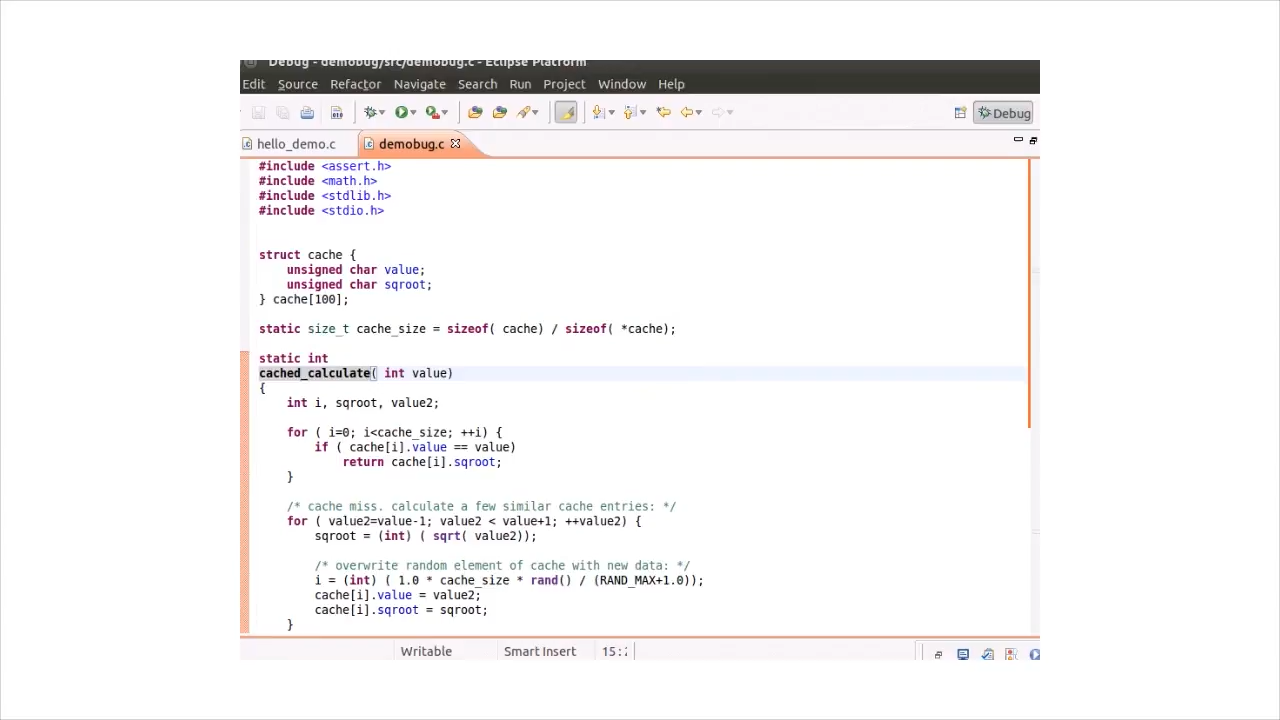 Debug - demobug/src/demobug.c - Eclipse Platform
Edit Source Refactor Navigate Search Run Project Window Help
Debug
hello_demo.c demobug.c
#include <assert.h>
#include <math.h>
#include <stdlib.h>
#include <stdio.h>
struct cache {
unsigned char value;
unsigned char sqroot;
} cache[100];
static size_t cache_size = sizeof( cache) / sizeof( *cache);
static int
cached_calculate( int value)
{
int i, sqroot, value2;
for ( i=0; i<cache_size; ++i) {
if ( cache[i].value == value)
return cache[i].sqroot;
}
/* cache miss. calculate a few similar cache entries: */
for ( value2=value-1; value2 < value+1; ++value2) {
sqroot = (int) ( sqrt( value2));
/* overwrite random element of cache with new data: */
i = (int) ( 1.0 * cache_size * rand() / (RAND_MAX+1.0));
cache[i].value = value2;
cache[i].sqroot = sqroot;
}
Writable Smart Insert 15 :